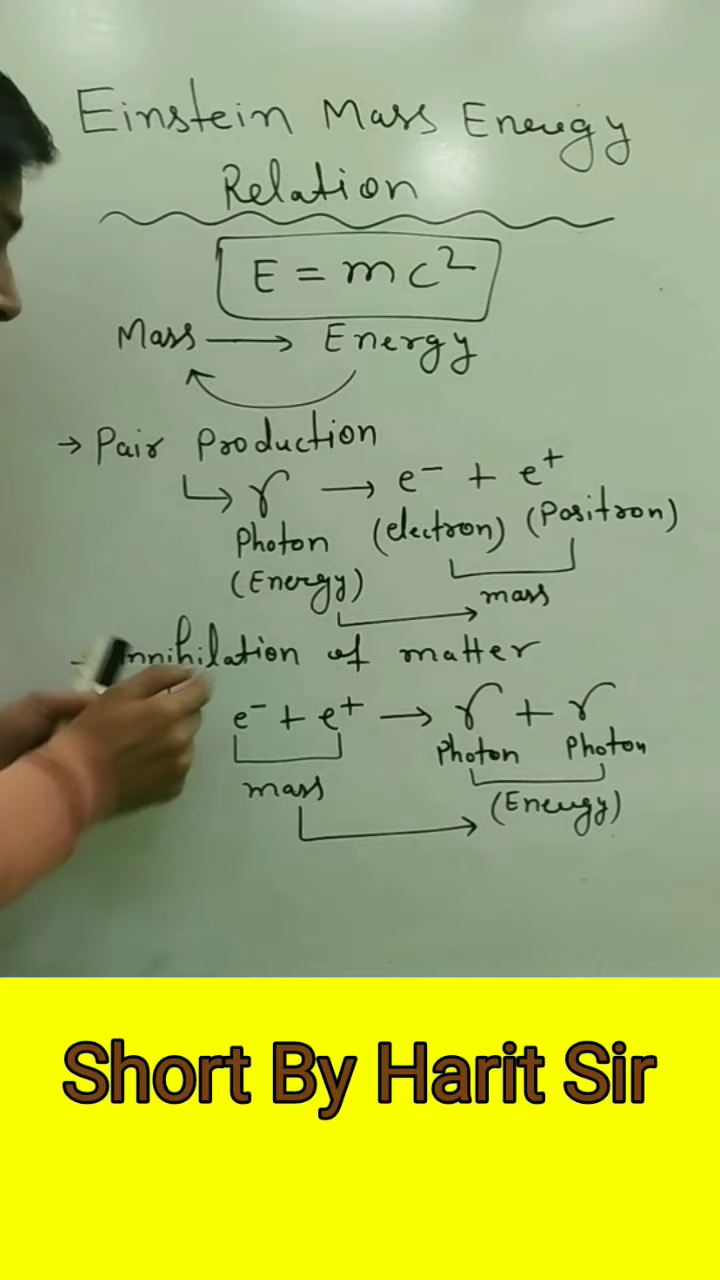 Einstein Mass Energy
Relation
E = mc²
Mass → Energy
→ Pair Production
↳ γ → e⁻ + e⁺
Photon (electron) (Positron)
(Energy) mass
Annihilation of matter
e⁻ + e⁺ → γ + γ
Photon Photon
mass (Energy)
Short By Harit Sir